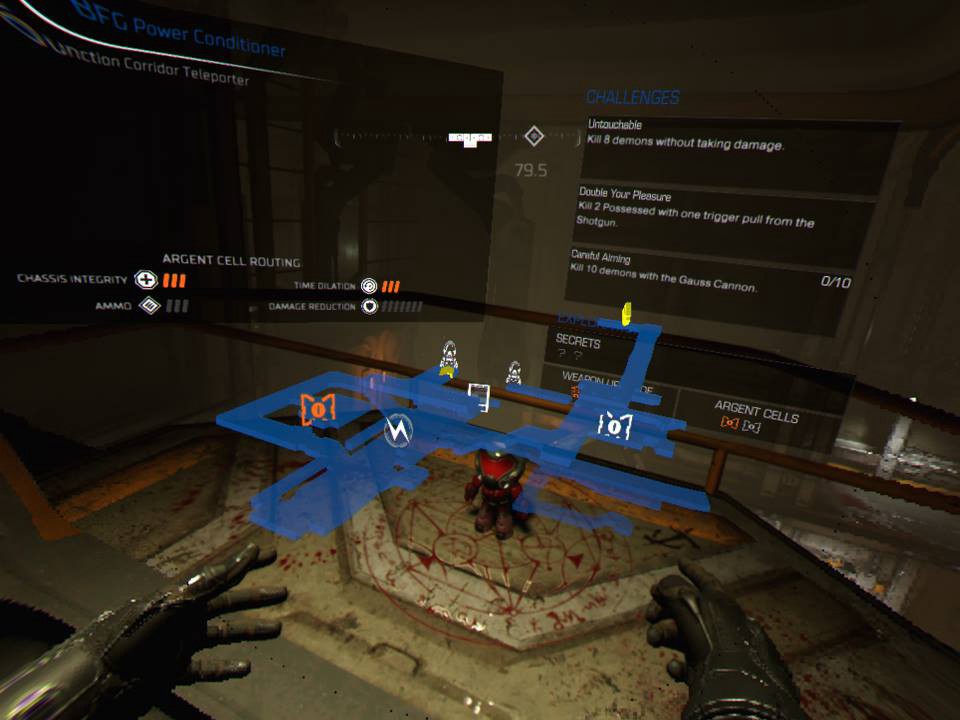 BFG Power Conditioner
unction Corridor Teleporter
79.5
ARGENT CELL ROUTING
CHASSIS INTEGRITY
TIME DILATION
AMMO
DAMAGE REDUCTION
CHALLENGES
Untouchable
Kill 8 demons without taking damage.
Double Your Pleasure
Kill 2 Possessed with one trigger pull from the
Shotgun.
Careful Aiming
Kill 10 demons with the Gauss Cannon.
0/10
SECRETS
? ?
ARGENT CELLS